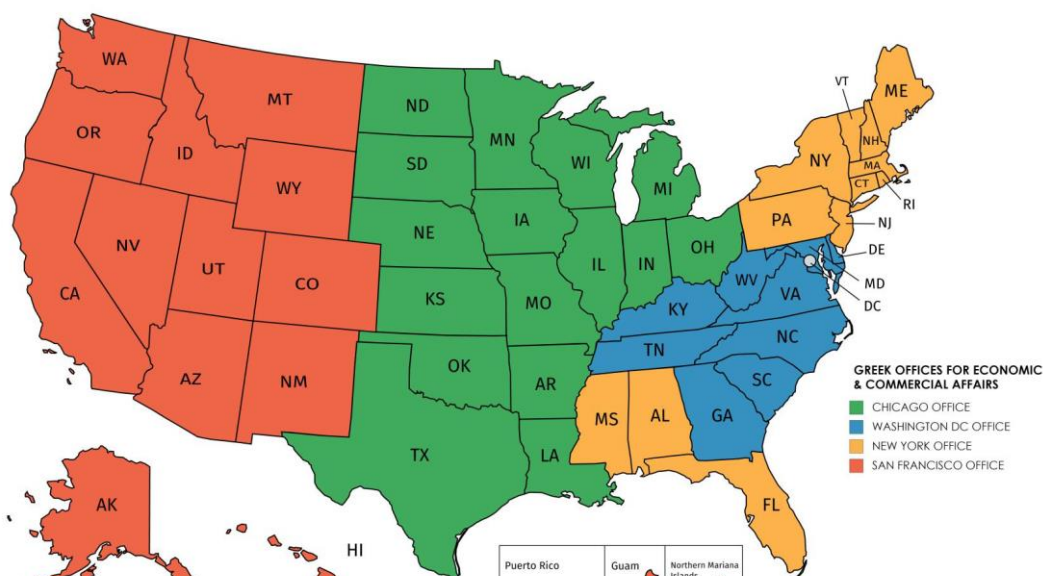 WA
OR
CA
NV
ID
MT
WY
UT
CO
AZ
NM
ND
SD
NE
KS
OK
TX
MN
IA
MO
AR
LA
WI
IL
MI
IN
OH
KY
TN
WV
VA
NC
SC
GA
MS
AL
FL
PA
NY
VT
NH
ME
MA
CT
RI
NJ
DE
MD
DC
GREEK OFFICES FOR ECONOMIC
& COMMERCIAL AFFAIRS
CHICAGO OFFICE
WASHINGTON DC OFFICE
NEW YORK OFFICE
SAN FRANCISCO OFFICE
AK
HI
Puerto Rico
Guam
Northern Mariana
Islands